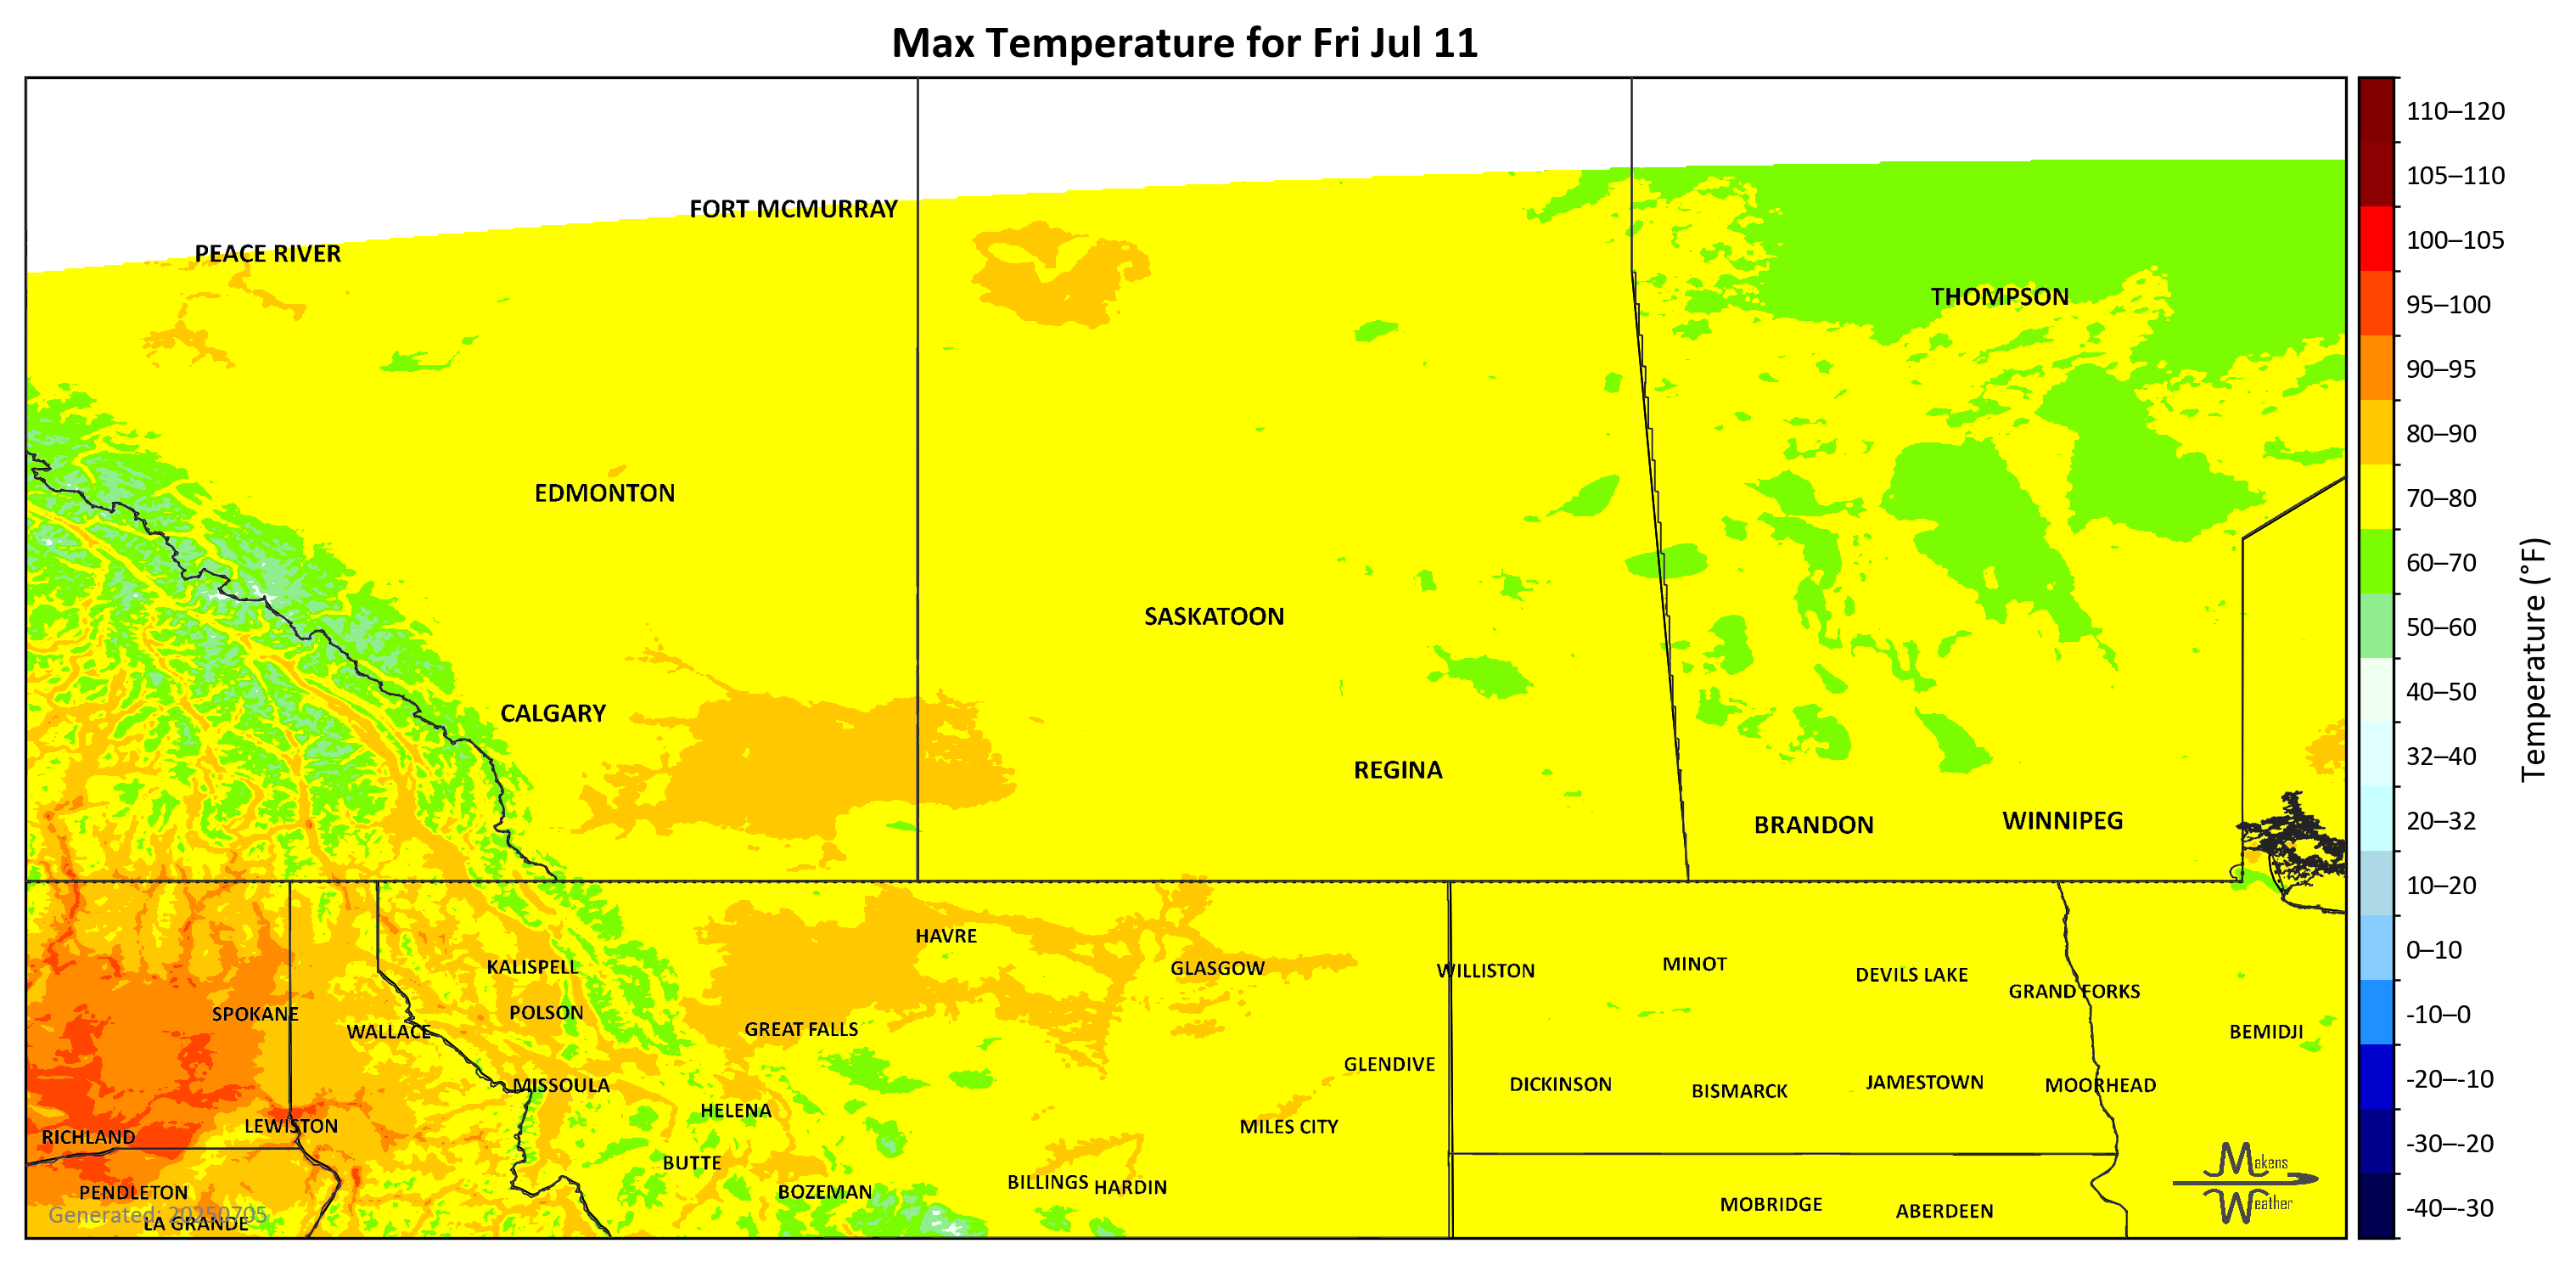 Max Temperature for Fri Jul 11
110–120
105–110
100–105
95–100
90–95
80–90
70–80
60–70
50–60
40–50
32–40
20–32
10–20
0–10
-10–0
-20–-10
-30–-20
-40–-30
Temperature (°F)
FORT MCMURRAY
PEACE RIVER
THOMPSON
EDMONTON
SASKATOON
CALGARY
REGINA
BRANDON
WINNIPEG
HAVRE
KALISPELL
GLASGOW
WILLISTON
MINOT
DEVILS LAKE
GRAND FORKS
SPOKANE
POLSON
WALLACE
GREAT FALLS
BEMIDJI
GLENDIVE
MISSOULA
DICKINSON
BISMARCK
JAMESTOWN
MOORHEAD
HELENA
LEWISTON
MILES CITY
RICHLAND
BUTTE
PENDLETON
BOZEMAN
BILLINGS
HARDIN
MOBRIDGE
ABERDEEN
LA GRANDE
Generated: 20250705
Makens
Weather